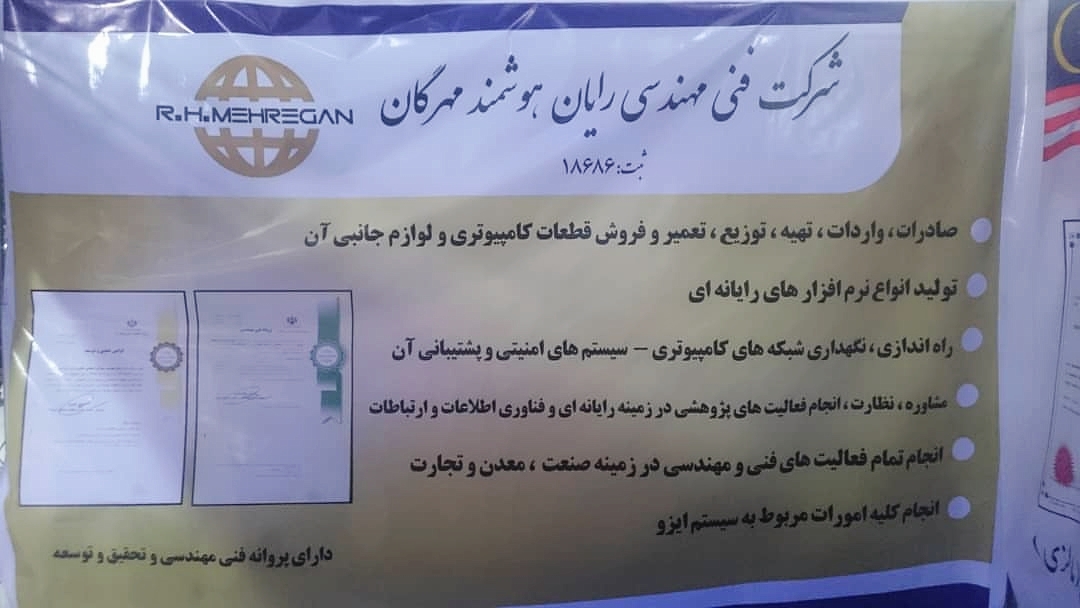 شرکت فنی مهندسی رایان هوشمند مهرگان
R.H.MEHREGAN
ثبت: ۱۸۶۸۶
صادرات، واردات ، تهیه ، توزیع ، تعمیر و فروش قطعات کامپیوتری و لوازم جانبی آن
تولید انواع نرم افزار های رایانه ای
راه اندازی ، نگهداری شبکه های کامپیوتری – سیستم های امنیتی و پشتیبانی آن
مشاوره ، نظارت ، انجام فعالیت های پژوهشی در زمینه رایانه ای و فناوری اطلاعات و ارتباطات
انجام تمام فعالیت های فنی و مهندسی در زمینه صنعت ، معدن و تجارت
انجام کلیه امورات مربوط به سیستم ایزو
دارای پروانه فنی مهندسی و تحقیق و توسعه